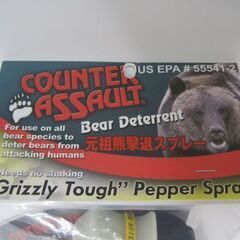 US EPA # 55541-2
COUNTER
ASSAULT
Bear Deterrent
For use on all
bear species to
deter bears from
attacking humans
元祖熊撃退スプレー
Needs no shaking
Grizzly Tough" Pepper Spra